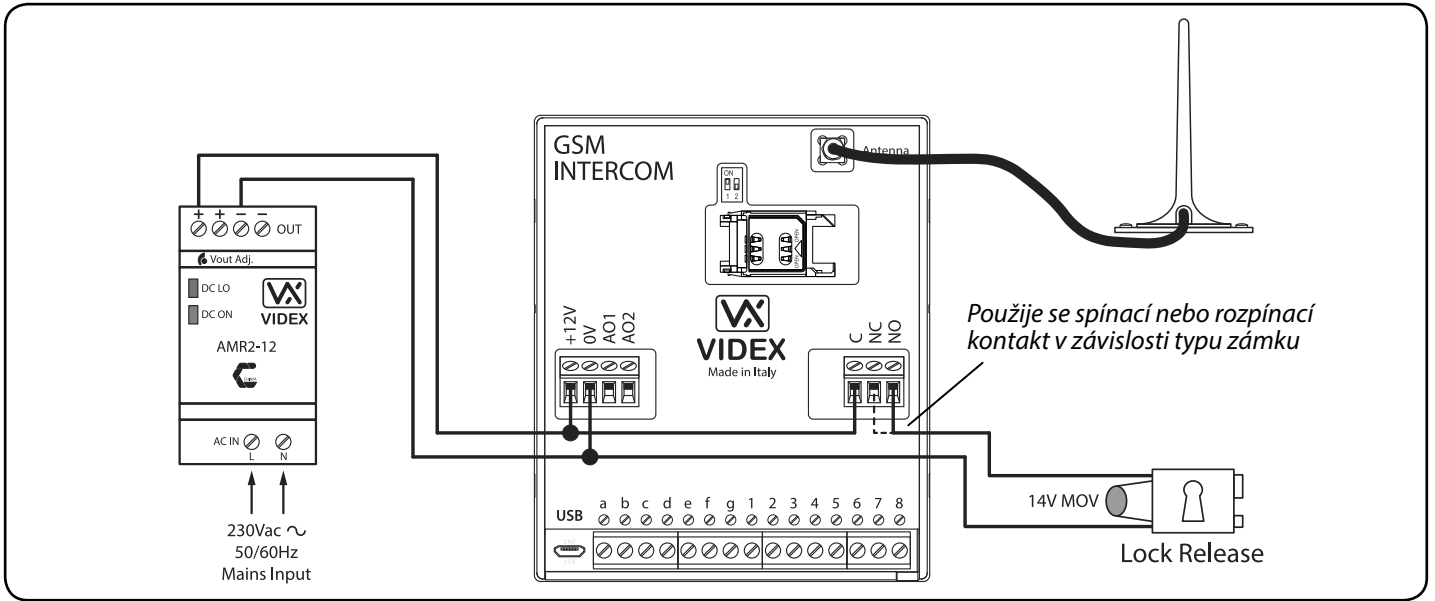 + + − − OUT
Vout Adj.
DC LO
DC ON
VIDEX
AMR2-12
AC IN
L N
230Vac ∿
50/60Hz
Mains Input
GSM
INTERCOM
Antenna
ON
1 2
OPEN
OPEN
+12V
0V
AO1
AO2
VIDEX
Made in Italy
C
NC
NO
Použije se spínací nebo rozpínací
kontakt v závislosti typu zámku
USB a b c d e f g 1 2 3 4 5 6 7 8
14V MOV
Lock Release